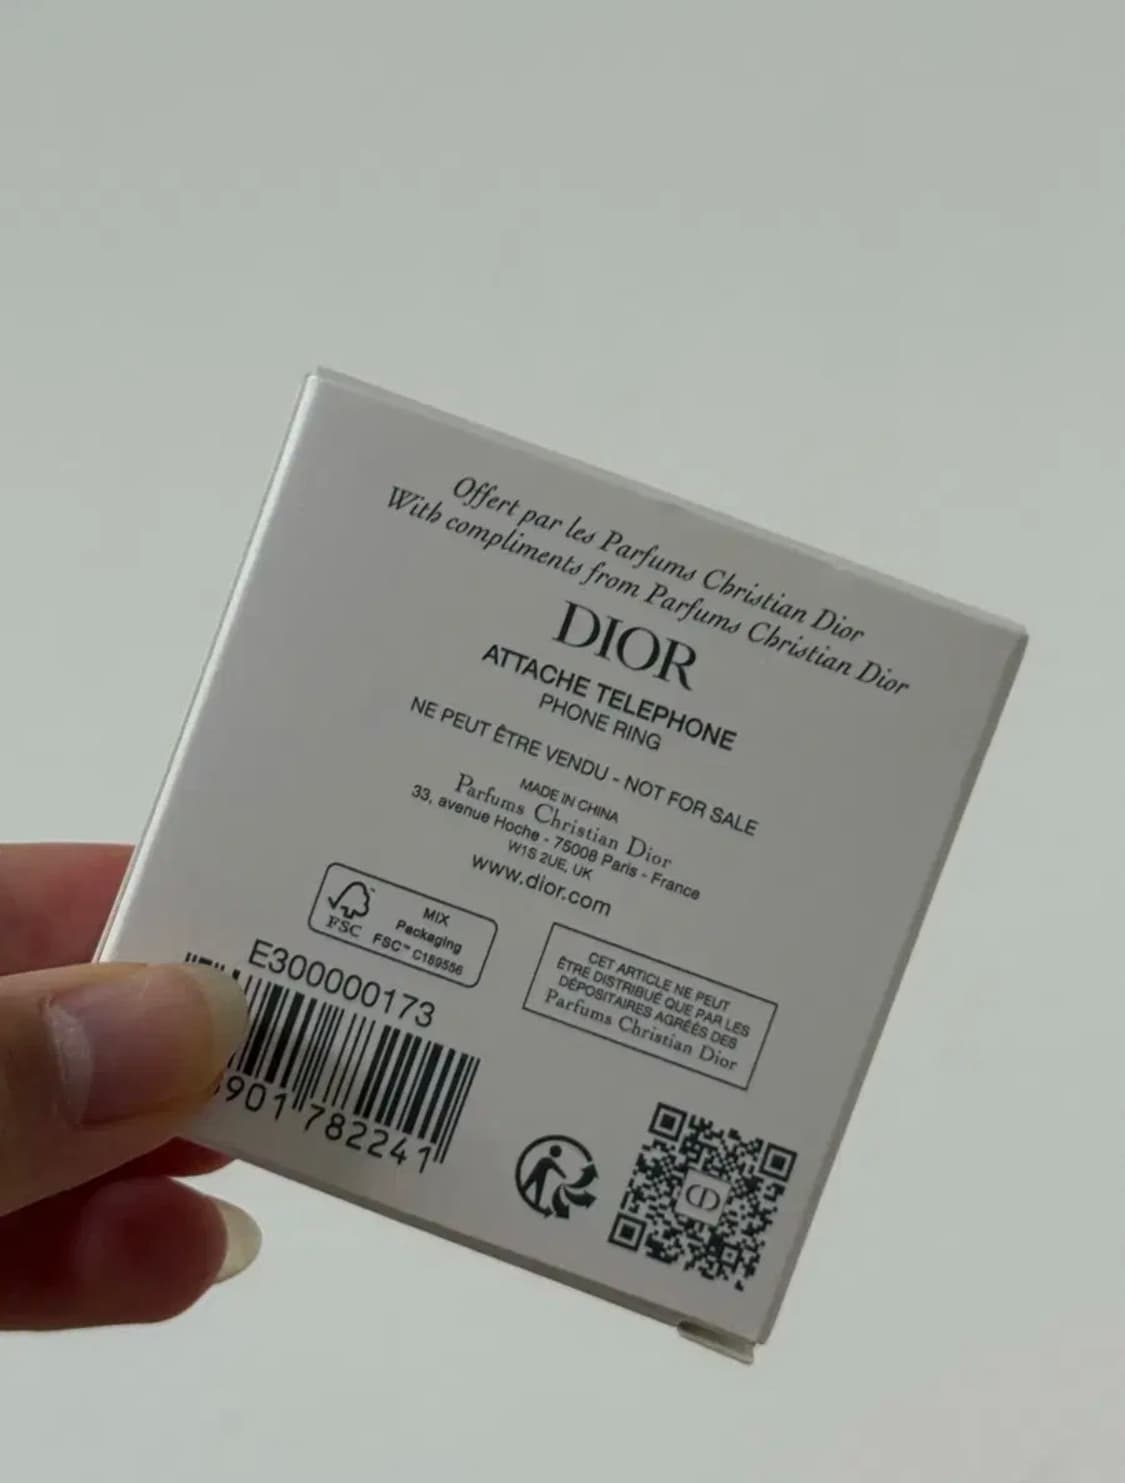 Offert par les Parfums Christian Dior
With compliments from Parfums Christian Dior
DIOR
ATTACHE TELEPHONE
PHONE RING
NE PEUT ÊTRE VENDU - NOT FOR SALE
MADE IN CHINA
Parfums Christian Dior
33, avenue Hoche - 75008 Paris - France
W1S 2UE, UK
www.dior.com
FSC
MIX
Packaging
FSC™ C189556
CET ARTICLE NE PEUT
ÊTRE DISTRIBUÉ QUE PAR LES
DÉPOSITAIRES AGRÉÉS DES
Parfums Christian Dior
E300000173
901 782241
CD